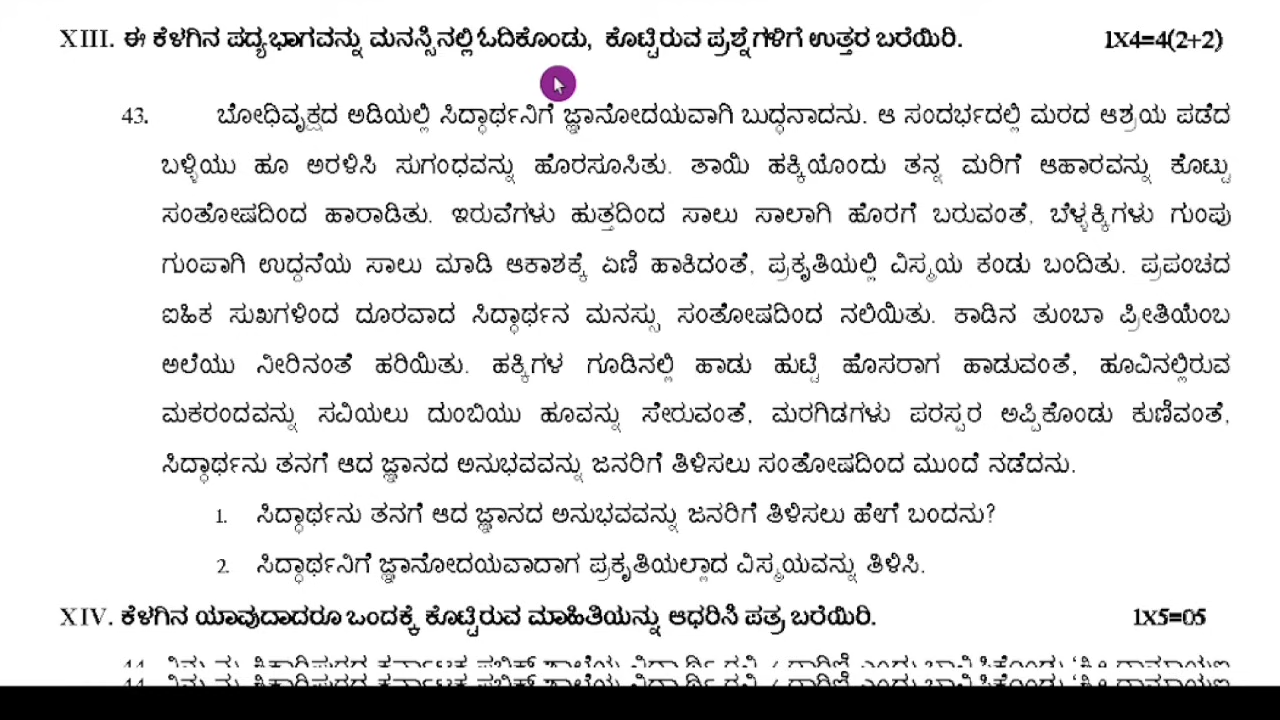 XIII. ಈ ಕೆಳಗಿನ ಪದ್ಯಭಾಗವನ್ನು ಮನಸ್ಸಿನಲ್ಲಿ ಓದಿಕೊಂಡು, ಕೊಟ್ಟಿರುವ ಪ್ರಶ್ನೆಗಳಿಗೆ ಉತ್ತರ ಬರೆಯಿರಿ. 1X4=4(2+2)
43. ಬೋಧಿವೃಕ್ಷದ ಅಡಿಯಲ್ಲಿ ಸಿದ್ಧಾರ್ಥನಿಗೆ ಜ್ಞಾನೋದಯವಾಗಿ ಬುದ್ಧನಾದನು. ಆ ಸಂದರ್ಭದಲ್ಲಿ ಮರದ ಆಶ್ರಯ ಪಡೆದ
ಬಳ್ಳಿಯು ಹೂ ಅರಳಿಸಿ ಸುಗಂಧವನ್ನು ಹೊರಸೂಸಿತು. ತಾಯಿ ಹಕ್ಕಿಯೊಂದು ತನ್ನ ಮರಿಗೆ ಆಹಾರವನ್ನು ಕೊಟ್ಟು
ಸಂತೋಷದಿಂದ ಹಾರಾಡಿತು. ಇರುವೆಗಳು ಹುತ್ತದಿಂದ ಸಾಲು ಸಾಲಾಗಿ ಹೊರಗೆ ಬರುವಂತೆ, ಬೆಳ್ಳಕ್ಕಿಗಳು ಗುಂಪು
ಗುಂಪಾಗಿ ಉದ್ದನೆಯ ಸಾಲು ಮಾಡಿ ಆಕಾಶಕ್ಕೆ ಏಣಿ ಹಾಕಿದಂತೆ, ಪ್ರಕೃತಿಯಲ್ಲಿ ವಿಸ್ಮಯ ಕಂಡು ಬಂದಿತು. ಪ್ರಪಂಚದ
ಐಹಿಕ ಸುಖಗಳಿಂದ ದೂರವಾದ ಸಿದ್ಧಾರ್ಥನ ಮನಸ್ಸು ಸಂತೋಷದಿಂದ ನಲಿಯಿತು. ಕಾಡಿನ ತುಂಬಾ ಪ್ರೀತಿಯೆಂಬ
ಅಲೆಯು ನೀರಿನಂತೆ ಹರಿಯಿತು. ಹಕ್ಕಿಗಳ ಗೂಡಿನಲ್ಲಿ ಹಾಡು ಹುಟ್ಟಿ ಹೊಸರಾಗ ಹಾಡುವಂತೆ, ಹೂವಿನಲ್ಲಿರುವ
ಮಕರಂದವನ್ನು ಸವಿಯಲು ದುಂಬಿಯು ಹೂವನ್ನು ಸೇರುವಂತೆ, ಮರಗಿಡಗಳು ಪರಸ್ಪರ ಅಪ್ಪಿಕೊಂಡು ಕುಣಿವಂತೆ,
ಸಿದ್ಧಾರ್ಥನು ತನಗೆ ಆದ ಜ್ಞಾನದ ಅನುಭವವನ್ನು ಜನರಿಗೆ ತಿಳಿಸಲು ಸಂತೋಷದಿಂದ ಮುಂದೆ ನಡೆದನು.
1. ಸಿದ್ಧಾರ್ಥನು ತನಗೆ ಆದ ಜ್ಞಾನದ ಅನುಭವವನ್ನು ಜನರಿಗೆ ತಿಳಿಸಲು ಹೇಗೆ ಬಂದನು?
2. ಸಿದ್ಧಾರ್ಥನಿಗೆ ಜ್ಞಾನೋದಯವಾದಾಗ ಪ್ರಕೃತಿಯಲ್ಲಾದ ವಿಸ್ಮಯವನ್ನು ತಿಳಿಸಿ.
XIV. ಕೆಳಗಿನ ಯಾವುದಾದರೂ ಒಂದಕ್ಕೆ ಕೊಟ್ಟಿರುವ ಮಾಹಿತಿಯನ್ನು ಆಧರಿಸಿ ಪತ್ರ ಬರೆಯಿರಿ. 1X5=05